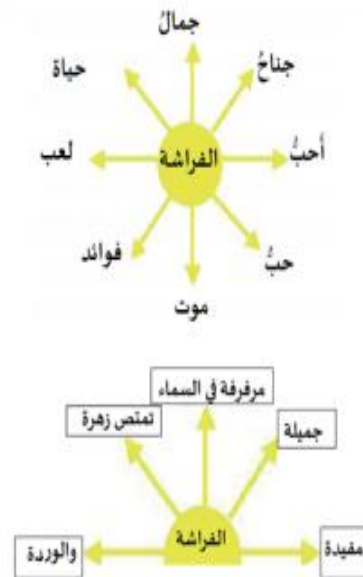 جمالُ
جناحُ
حياة
أحبُّ
الفراشة
لعب
حبُّ
فوائد
موت
مرفرفة في السماء
تمتص زهرة
جميلة
مفيدة
الفراشة
والوردة